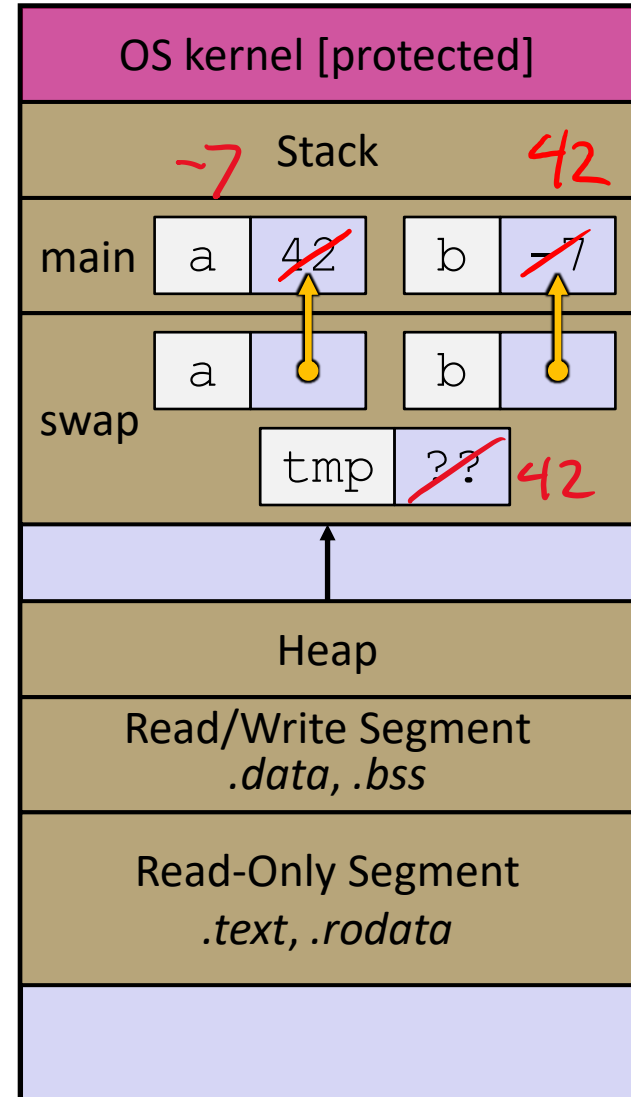 OS kernel [protected]
-7 Stack 42
main a 42 b -7
swap a b
tmp ?? 42
Heap
Read/Write Segment
.data, .bss
Read-Only Segment
.text, .rodata